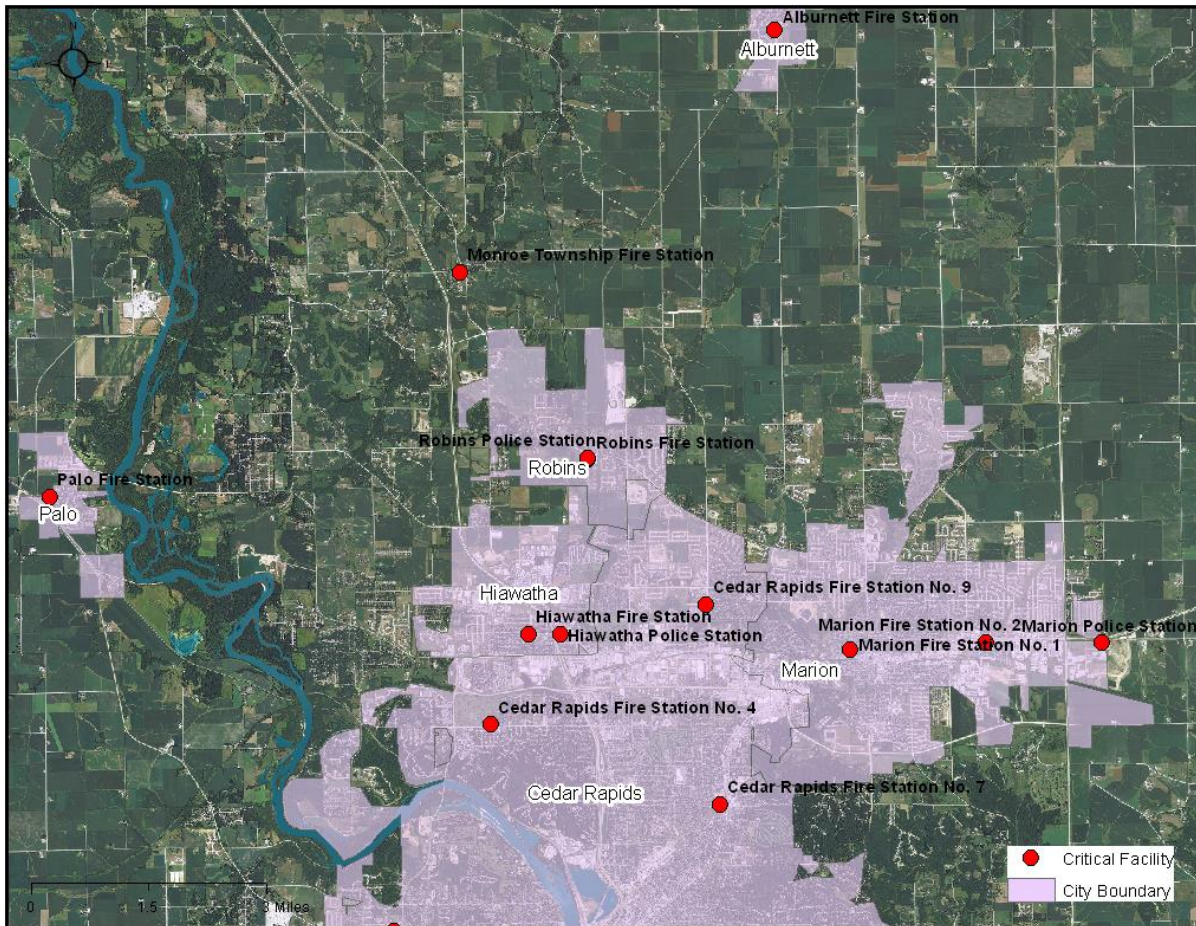 Alburnett Fire Station
Alburnett
N
E
Monroe Township Fire Station
Robins Police Station
Robins Fire Station
Robins
Palo Fire Station
Palo
Hiawatha
Cedar Rapids Fire Station No. 9
Hiawatha Fire Station
Hiawatha Police Station
Marion Fire Station No. 2
Marion Police Station
Marion Fire Station No. 1
Marion
Cedar Rapids Fire Station No. 4
Cedar Rapids
Cedar Rapids Fire Station No. 7
Critical Facility
City Boundary
0 1.5 3 Miles